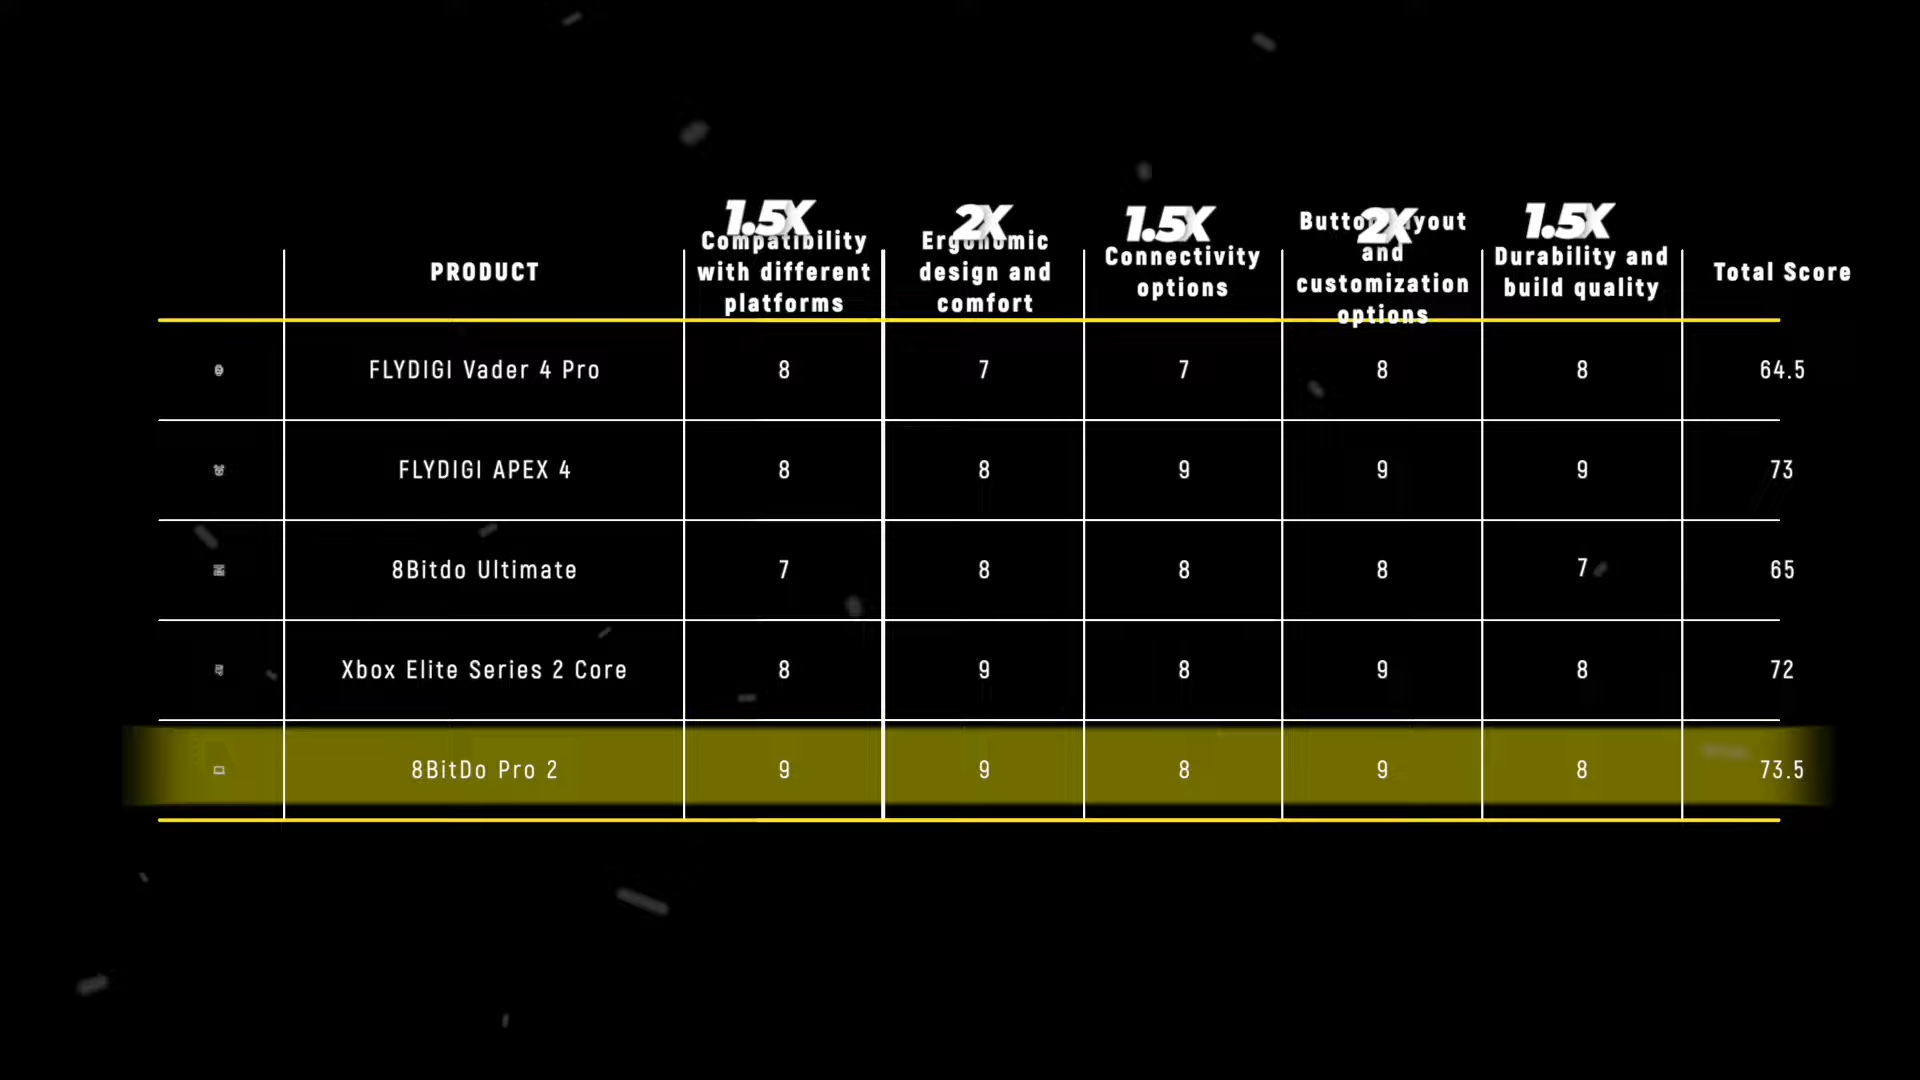 1.5X 2X 1.5X 2X 1.5X
PRODUCT
Compatibility
with different
platforms
Ergonomic
design and
comfort
Connectivity
options
Button layout
and
customization
options
Durability and
build quality
Total Score
FLYDIGI Vader 4 Pro 8 7 7 8 8 64.5
FLYDIGI APEX 4 8 8 9 9 9 73
8Bitdo Ultimate 7 8 8 8 7 65
Xbox Elite Series 2 Core 8 9 8 9 8 72
8BitDo Pro 2 9 9 8 9 8 73.5